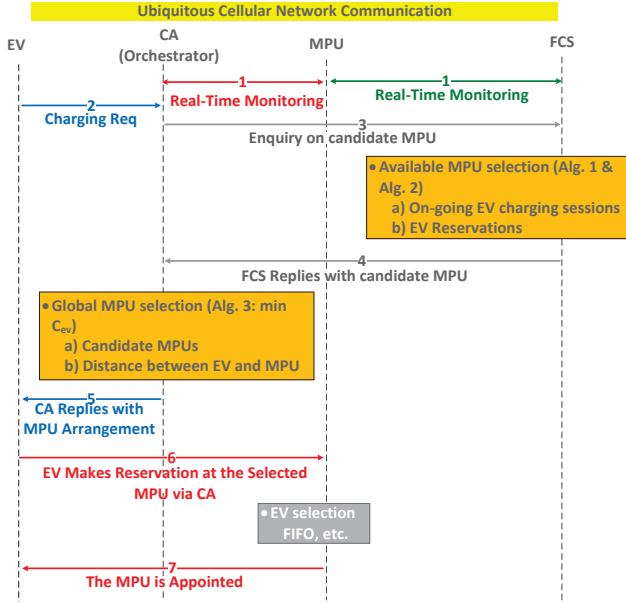 Ubiquitous Cellular Network Communication
EV
CA
(Orchestrator)
MPU
FCS
1
Real-Time Monitoring
1
Real-Time Monitoring
2
Charging Req
3
Enquiry on candidate MPU
• Available MPU selection (Alg. 1 &
Alg. 2)
a) On-going EV charging sessions
b) EV Reservations
4
FCS Replies with candidate MPU
• Global MPU selection (Alg. 3: min
Cev)
a) Candidate MPUs
b) Distance between EV and MPU
5
CA Replies with
MPU Arrangement
6
EV Makes Reservation at the Selected
MPU via CA
• EV selection
FIFO, etc.
7
The MPU is Appointed